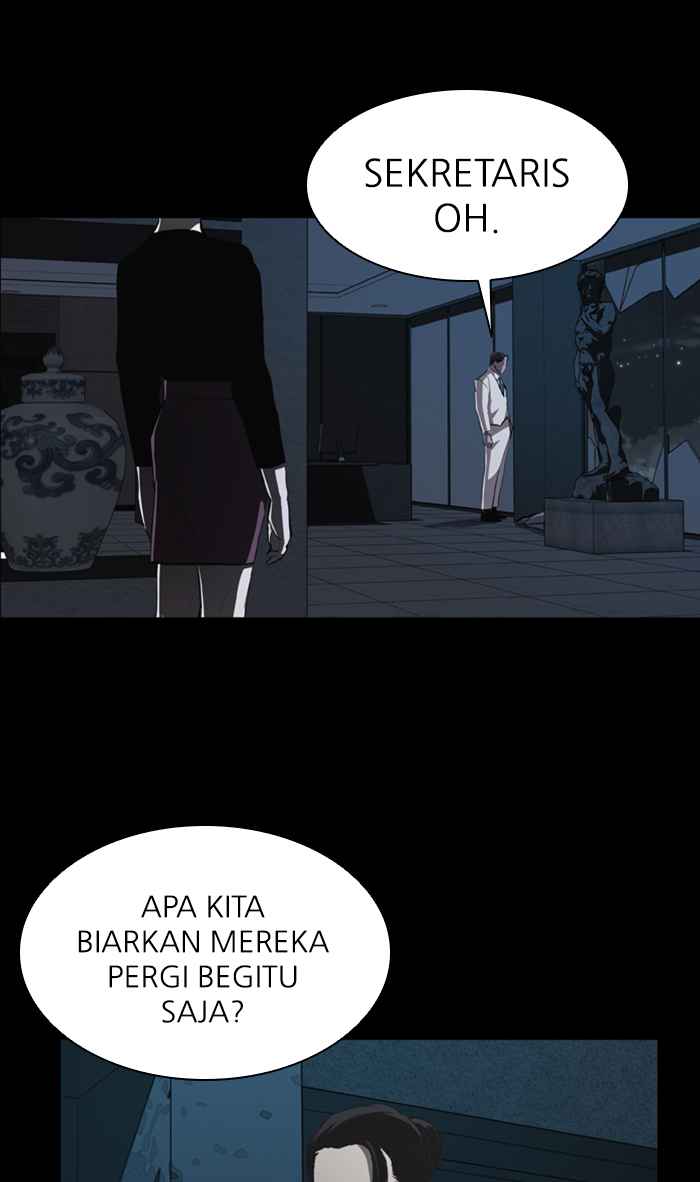 SEKRETARIS
OH.
APA KITA
BIARKAN MEREKA
PERGI BEGITU
SAJA?